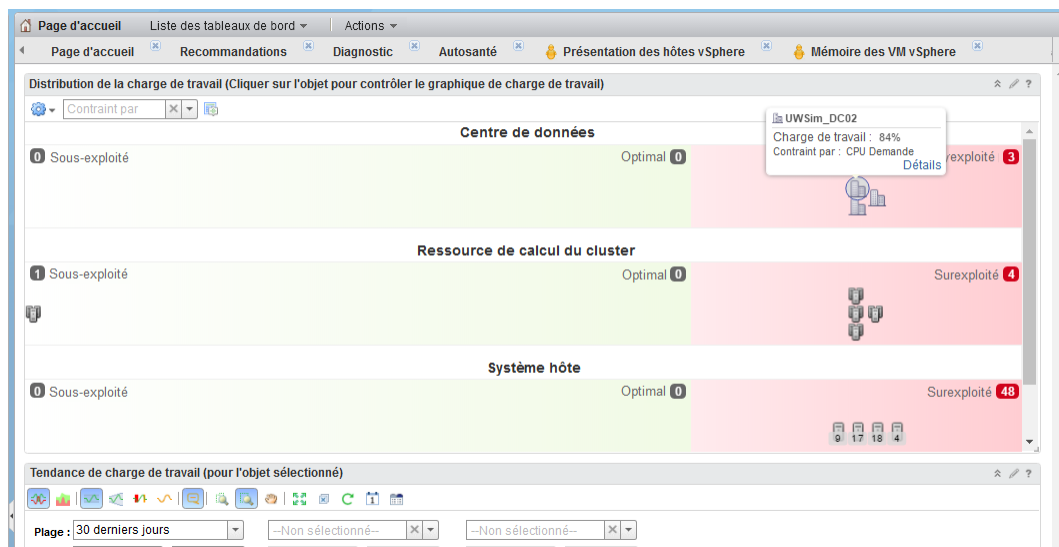 Page d'accueil Liste des tableaux de bord Actions
Page d'accueil Recommandations Diagnostic Autosanté Présentation des hôtes vSphere Mémoire des VM vSphere
Distribution de la charge de travail (Cliquer sur l'objet pour contrôler le graphique de charge de travail) ?
Contraint par
Centre de données
UWSim_DC02
Charge de travail : 84%
Contraint par : CPU Demande
Détails
0 Sous-exploité Optimal 0 exploité 3
Ressource de calcul du cluster
1 Sous-exploité Optimal 0 Surexploité 4
Système hôte
0 Sous-exploité Optimal 0 Surexploité 48
9 17 18 4
Tendance de charge de travail (pour l'objet sélectionné) ?
1
Plage : 30 derniers jours --Non sélectionné-- --Non sélectionné--